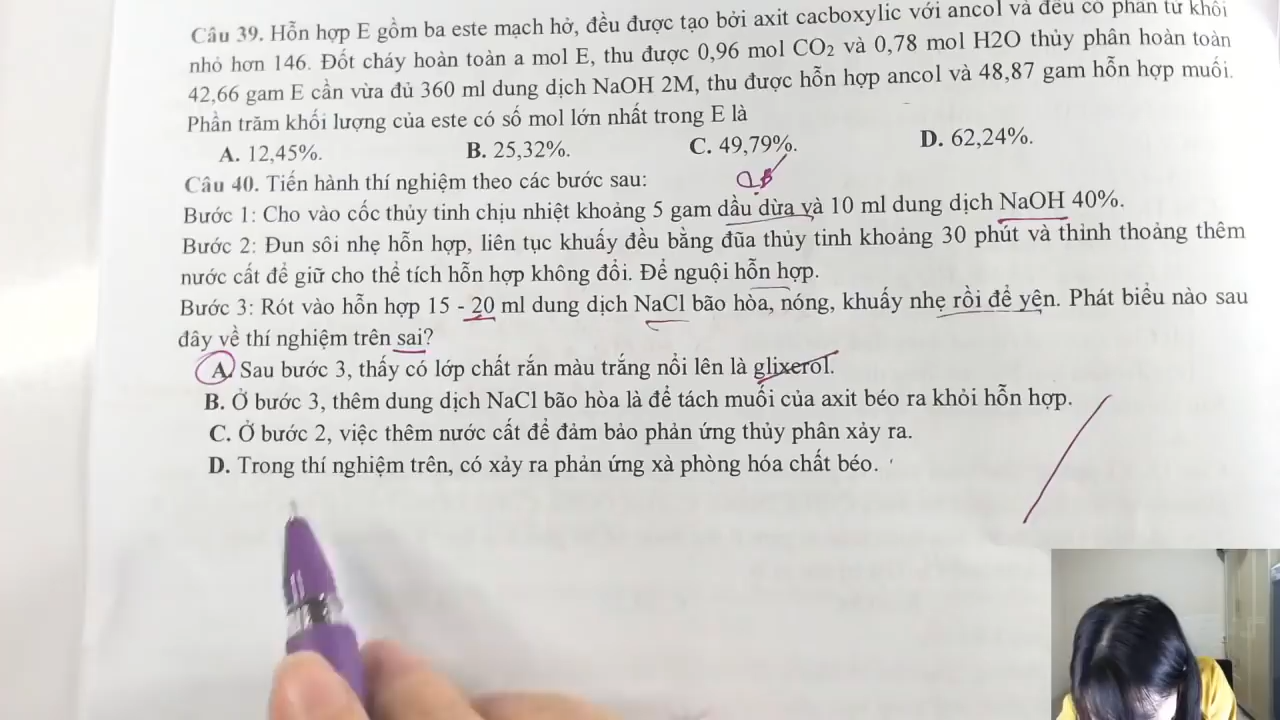 Câu 39. Hỗn hợp E gồm ba este mạch hở, đều được tạo bởi axit cacboxylic với ancol và đều có phân tử khối
nhỏ hơn 146. Đốt cháy hoàn toàn a mol E, thu được 0,96 mol CO₂ và 0,78 mol H2O thủy phân hoàn toàn
42,66 gam E cần vừa đủ 360 ml dung dịch NaOH 2M, thu được hỗn hợp ancol và 48,87 gam hỗn hợp muối.
Phần trăm khối lượng của este có số mol lớn nhất trong E là
A. 12,45%. B. 25,32%. C. 49,79%. D. 62,24%.
Câu 40. Tiến hành thí nghiệm theo các bước sau:
Bước 1: Cho vào cốc thủy tinh chịu nhiệt khoảng 5 gam dầu dừa và 10 ml dung dịch NaOH 40%.
Bước 2: Đun sôi nhẹ hỗn hợp, liên tục khuấy đều bằng đũa thủy tinh khoảng 30 phút và thỉnh thoảng thêm
nước cất để giữ cho thể tích hỗn hợp không đổi. Để nguội hỗn hợp.
Bước 3: Rót vào hỗn hợp 15 - 20 ml dung dịch NaCl bão hòa, nóng, khuấy nhẹ rồi để yên. Phát biểu nào sau
đây về thí nghiệm trên sai?
A. Sau bước 3, thấy có lớp chất rắn màu trắng nổi lên là glixerol.
B. Ở bước 3, thêm dung dịch NaCl bão hòa là để tách muối của axit béo ra khỏi hỗn hợp.
C. Ở bước 2, việc thêm nước cất để đảm bảo phản ứng thủy phân xảy ra.
D. Trong thí nghiệm trên, có xảy ra phản ứng xà phòng hóa chất béo.